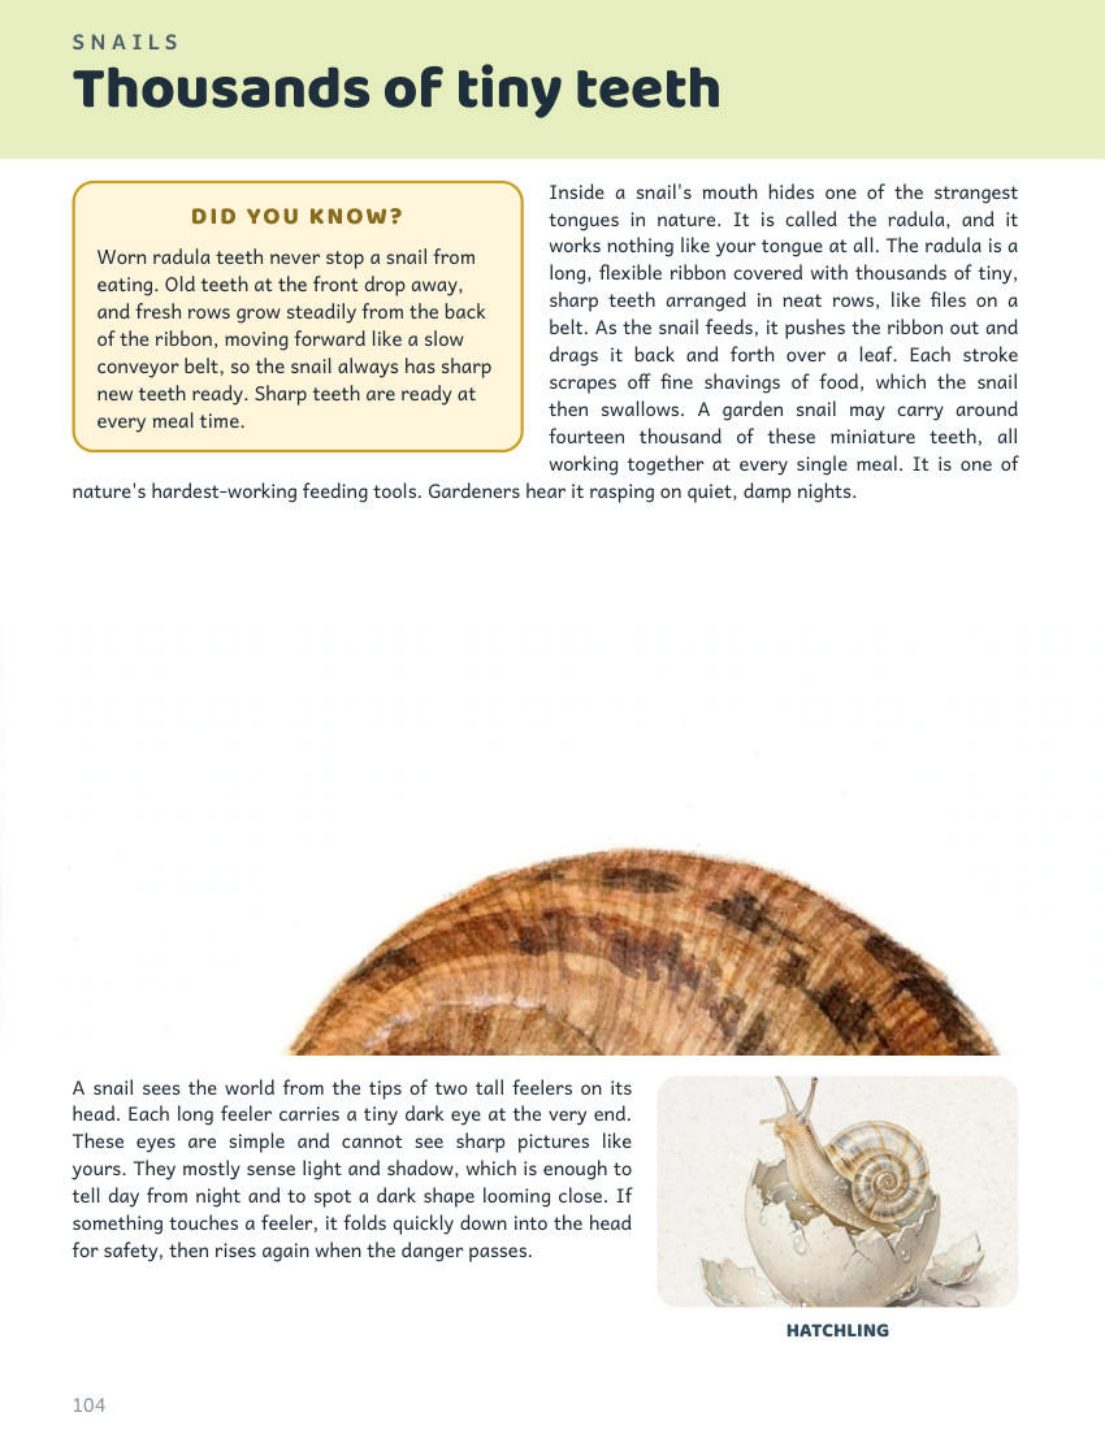 SNAILS
Thousands of tiny teeth
DID YOU KNOW?
Worn radula teeth never stop a snail from
eating. Old teeth at the front drop away,
and fresh rows grow steadily from the back
of the ribbon, moving forward like a slow
conveyor belt, so the snail always has sharp
new teeth ready. Sharp teeth are ready at
every meal time.
Inside a snail's mouth hides one of the strangest
tongues in nature. It is called the radula, and it
works nothing like your tongue at all. The radula is a
long, flexible ribbon covered with thousands of tiny,
sharp teeth arranged in neat rows, like files on a
belt. As the snail feeds, it pushes the ribbon out and
drags it back and forth over a leaf. Each stroke
scrapes off fine shavings of food, which the snail
then swallows. A garden snail may carry around
fourteen thousand of these miniature teeth, all
working together at every single meal. It is one of
nature's hardest-working feeding tools. Gardeners hear it rasping on quiet, damp nights.
A snail sees the world from the tips of two tall feelers on its
head. Each long feeler carries a tiny dark eye at the very end.
These eyes are simple and cannot see sharp pictures like
yours. They mostly sense light and shadow, which is enough to
tell day from night and to spot a dark shape looming close. If
something touches a feeler, it folds quickly down into the head
for safety, then rises again when the danger passes.
HATCHLING
104